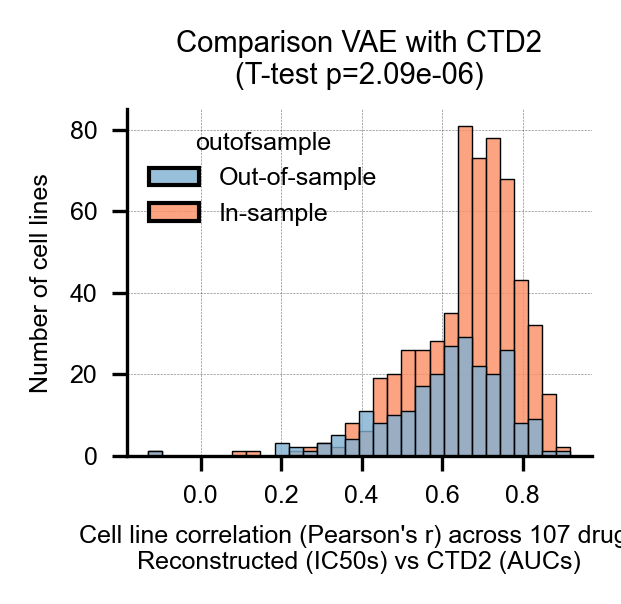 Comparison VAE with CTD2
(T-test p=2.09e-06)
80
60
40
20
0
Number of cell lines
outofsample
Out-of-sample
In-sample
0.0 0.2 0.4 0.6 0.8
Cell line correlation (Pearson's r) across 107 drug
Reconstructed (IC50s) vs CTD2 (AUCs)